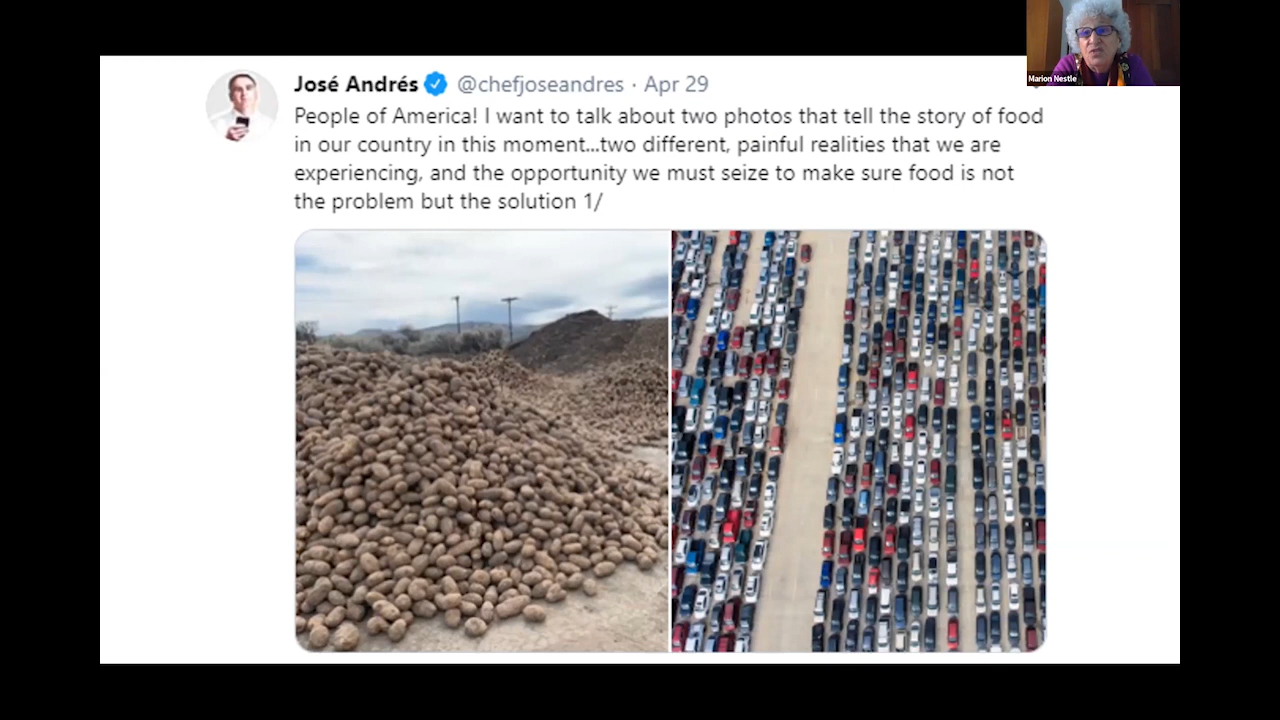 Marion Nestle
José Andrés @chefjoseandres · Apr 29
People of America! I want to talk about two photos that tell the story of food
in our country in this moment...two different, painful realities that we are
experiencing, and the opportunity we must seize to make sure food is not
the problem but the solution 1/